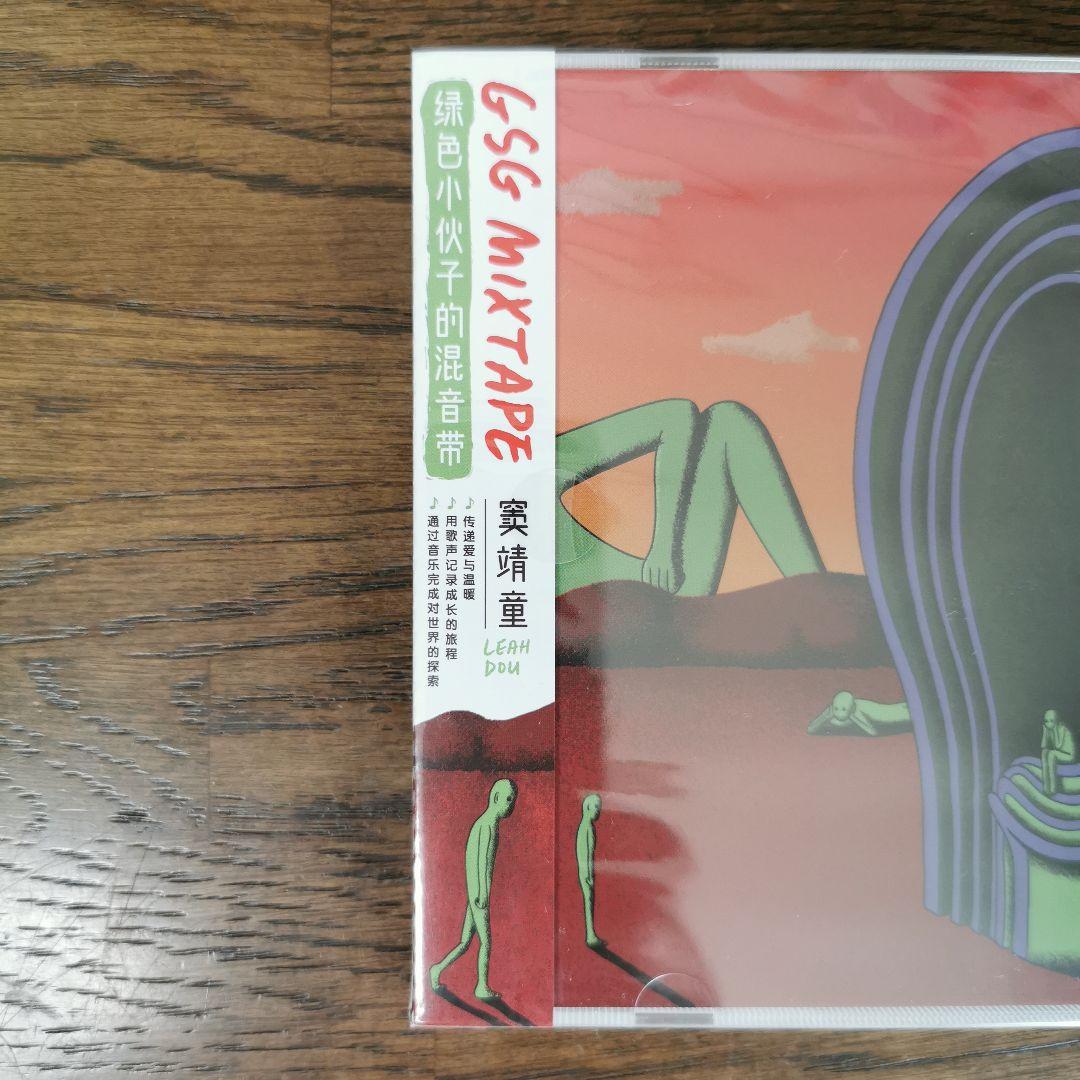 GSG MIXTAPE
绿色小伙子的混音带
窦靖童
LEAH
DOU
♪传递爱与温暖
♪用歌声记录成长的旅程
♪通过音乐完成对世界的探索